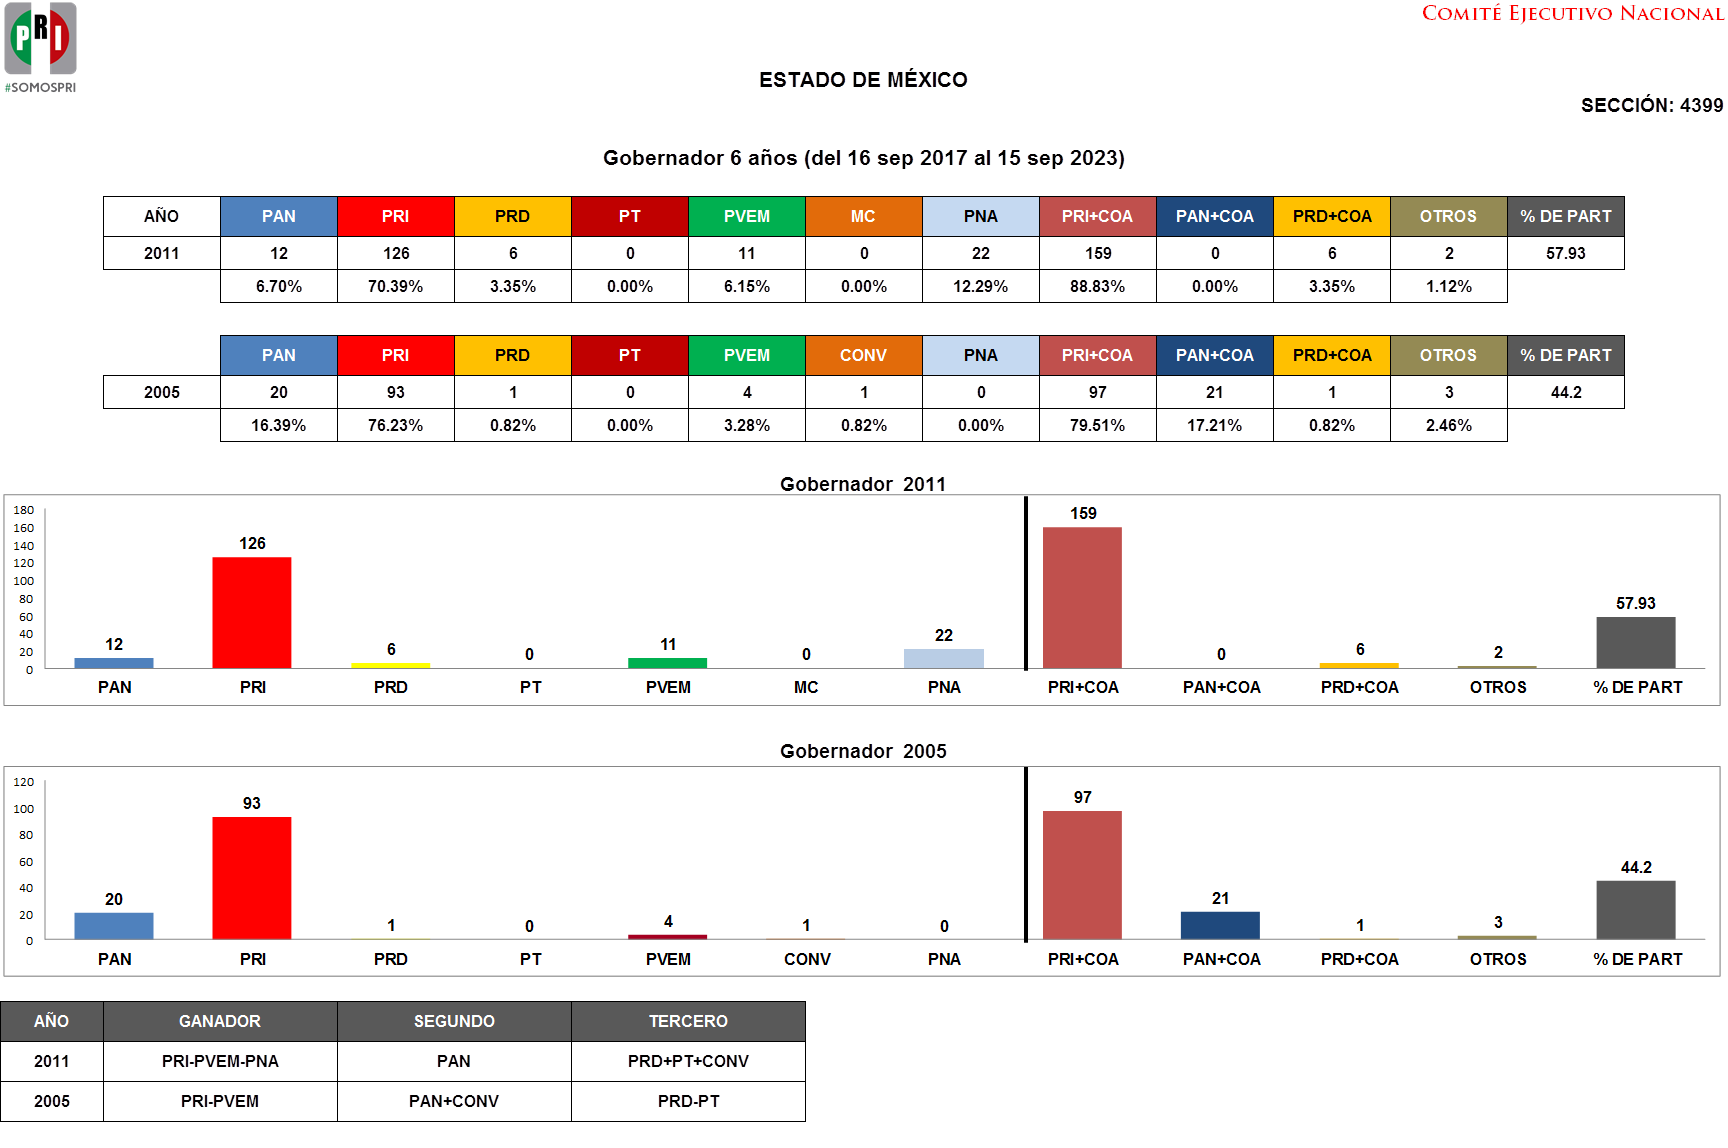 PRI
#SOMOSPRI
COMITÉ EJECUTIVO NACIONAL
ESTADO DE MÉXICO
SECCIÓN: 4399
Gobernador 6 años (del 16 sep 2017 al 15 sep 2023)
AÑO PAN PRI PRD PT PVEM MC PNA PRI+COA PAN+COA PRD+COA OTROS % DE PART
2011 12 126 6 0 11 0 22 159 0 6 2 57.93
6.70% 70.39% 3.35% 0.00% 6.15% 0.00% 12.29% 88.83% 0.00% 3.35% 1.12%
PAN PRI PRD PT PVEM CONV PNA PRI+COA PAN+COA PRD+COA OTROS % DE PART
2005 20 93 1 0 4 1 0 97 21 1 3 44.2
16.39% 76.23% 0.82% 0.00% 3.28% 0.82% 0.00% 79.51% 17.21% 0.82% 2.46%
Gobernador 2011
180
160
140
120
100
80
60
40
20
0
12 126 6 0 11 0 22 159 0 6 2 57.93
PAN PRI PRD PT PVEM MC PNA PRI+COA PAN+COA PRD+COA OTROS % DE PART
Gobernador 2005
120
100
80
60
40
20
0
20 93 1 0 4 1 0 97 21 1 3 44.2
PAN PRI PRD PT PVEM CONV PNA PRI+COA PAN+COA PRD+COA OTROS % DE PART
AÑO GANADOR SEGUNDO TERCERO
2011 PRI-PVEM-PNA PAN PRD+PT+CONV
2005 PRI-PVEM PAN+CONV PRD-PT